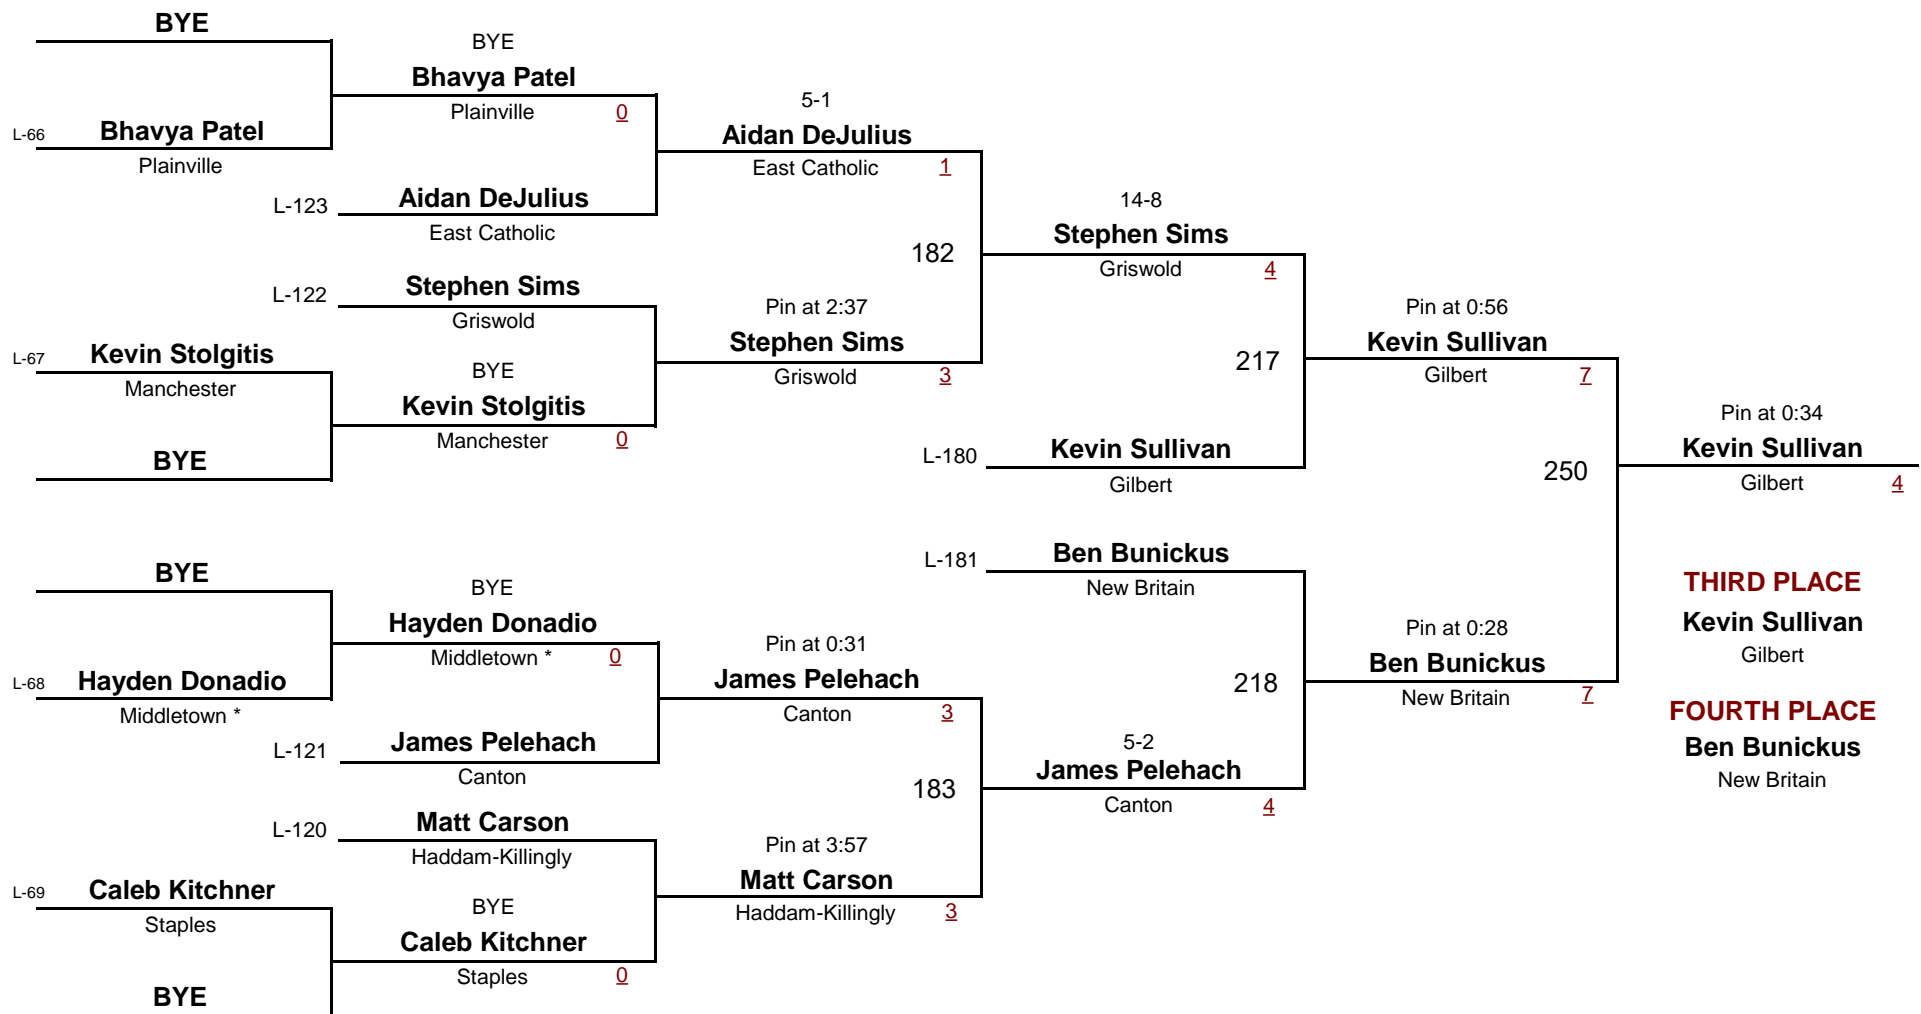 BYE
L-66 Bhavya Patel
Plainville
L-67 Kevin Stolgitis
Manchester
BYE
BYE
L-68 Hayden Donadio
Middletown *
L-69 Caleb Kitchner
Staples
BYE
BYE
Bhavya Patel
Plainville 0
L-123 Aidan DeJulius
East Catholic
L-122 Stephen Sims
Griswold
BYE
Kevin Stolgitis
Manchester 0
BYE
Hayden Donadio
Middletown * 0
L-121 James Pelehach
Canton
L-120 Matt Carson
Haddam-Killingly
BYE
Caleb Kitchner
Staples 0
5-1
Aidan DeJulius
East Catholic 1
182
Pin at 2:37
Stephen Sims
Griswold 3
Pin at 0:31
James Pelehach
Canton 3
183
Pin at 3:57
Matt Carson
Haddam-Killingly 3
14-8
Stephen Sims
Griswold 4
217
L-180 Kevin Sullivan
Gilbert
L-181 Ben Bunickus
New Britain
218
5-2
James Pelehach
Canton 4
Pin at 0:56
Kevin Sullivan
Gilbert 7
250
Pin at 0:28
Ben Bunickus
New Britain 7
Pin at 0:34
Kevin Sullivan
Gilbert 4
THIRD PLACE
Kevin Sullivan
Gilbert
FOURTH PLACE
Ben Bunickus
New Britain